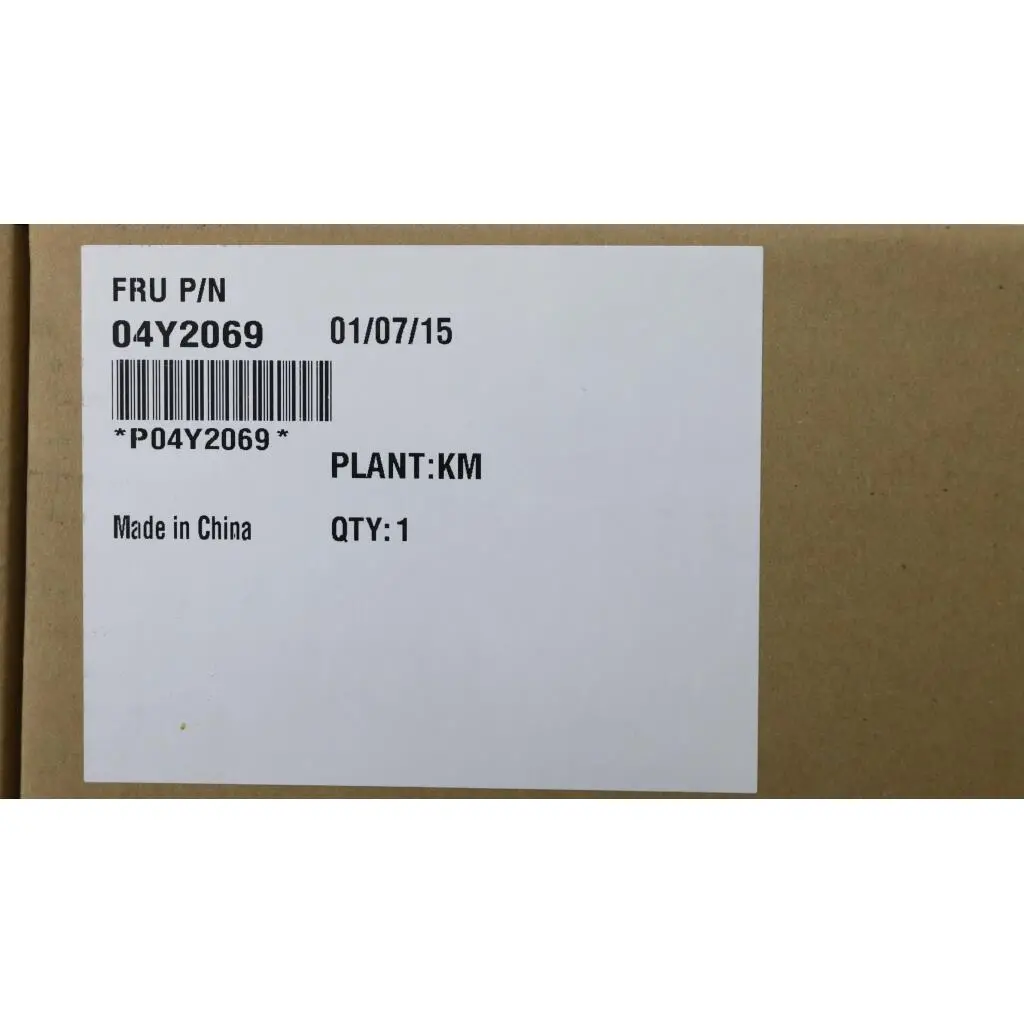 FRU P/N
04Y2069 01/07/15
*P04Y2069*
PLANT:KM
Made in China QTY: 1